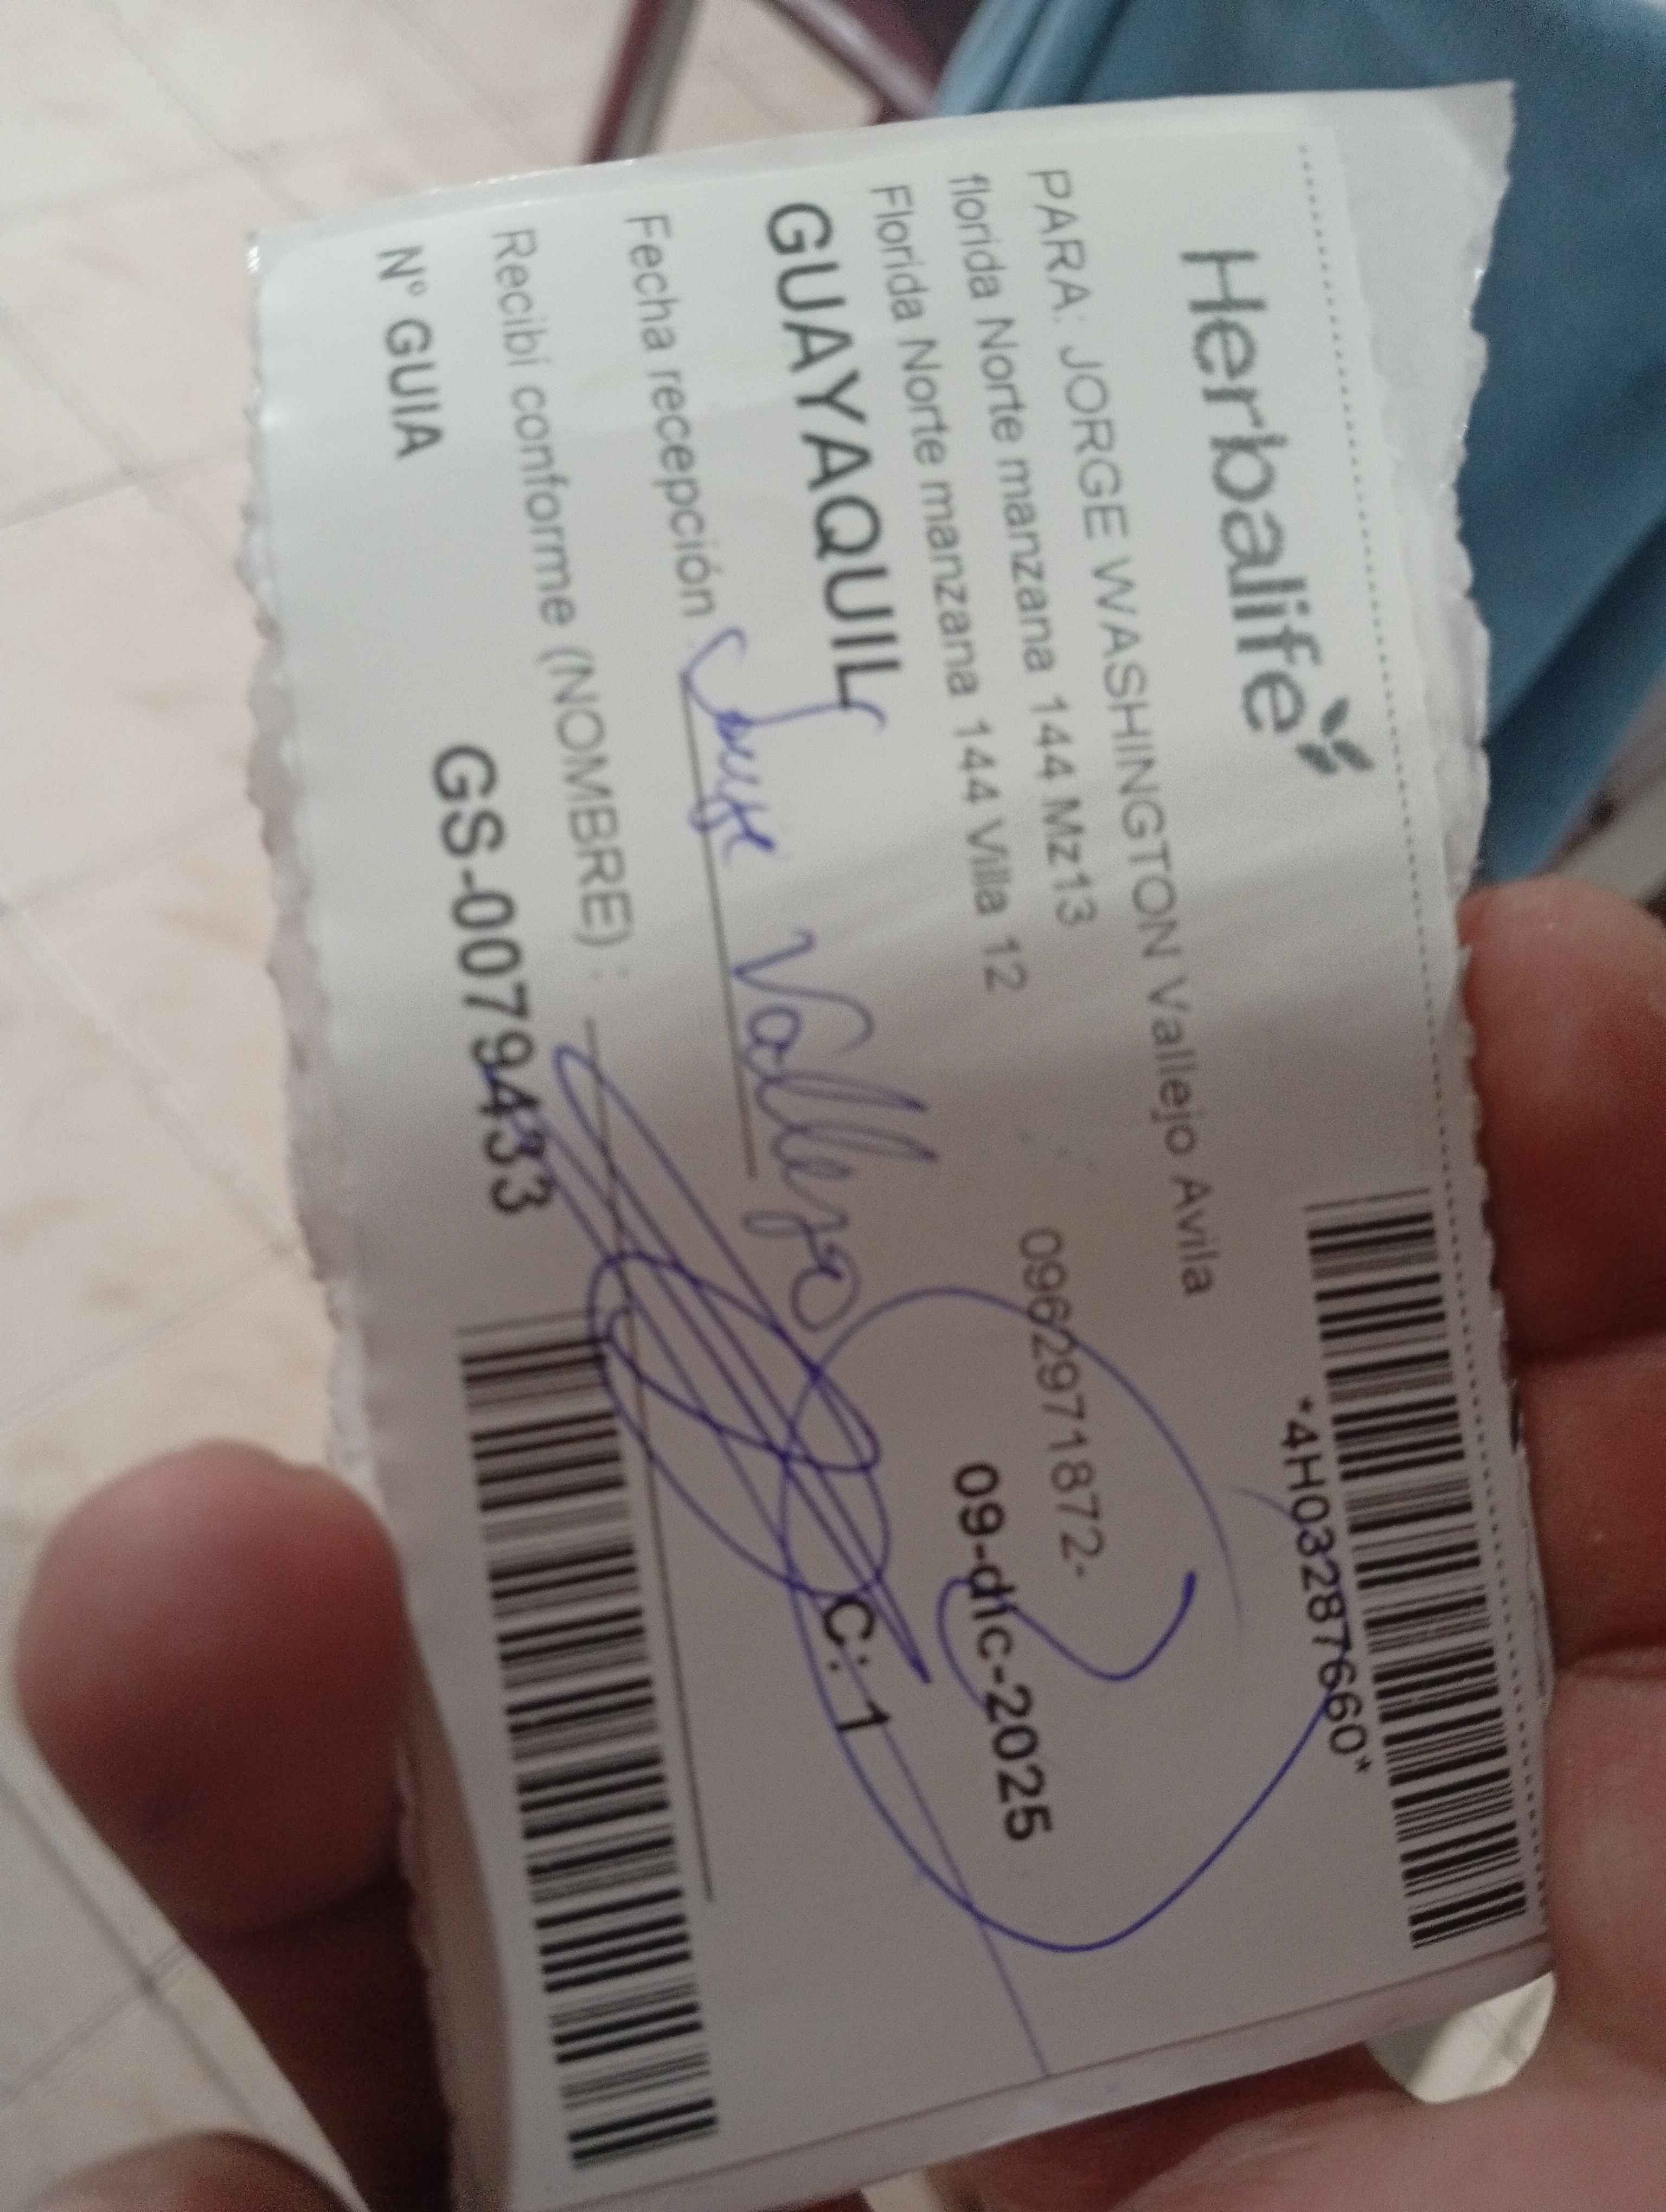 Herbalife
*4H03287660*
PARA: JORGE WASHINGTON Vallejo Avila
florida Norte manzana 144 Mz13
0962971872-
Florida Norte manzana 144 Villa 12
09-dic-2025
GUAYAQUIL
C: 1
Fecha recepción Jorge Vallejo
Recibí conforme (NOMBRE) :
Nº GUIA GS-0079433